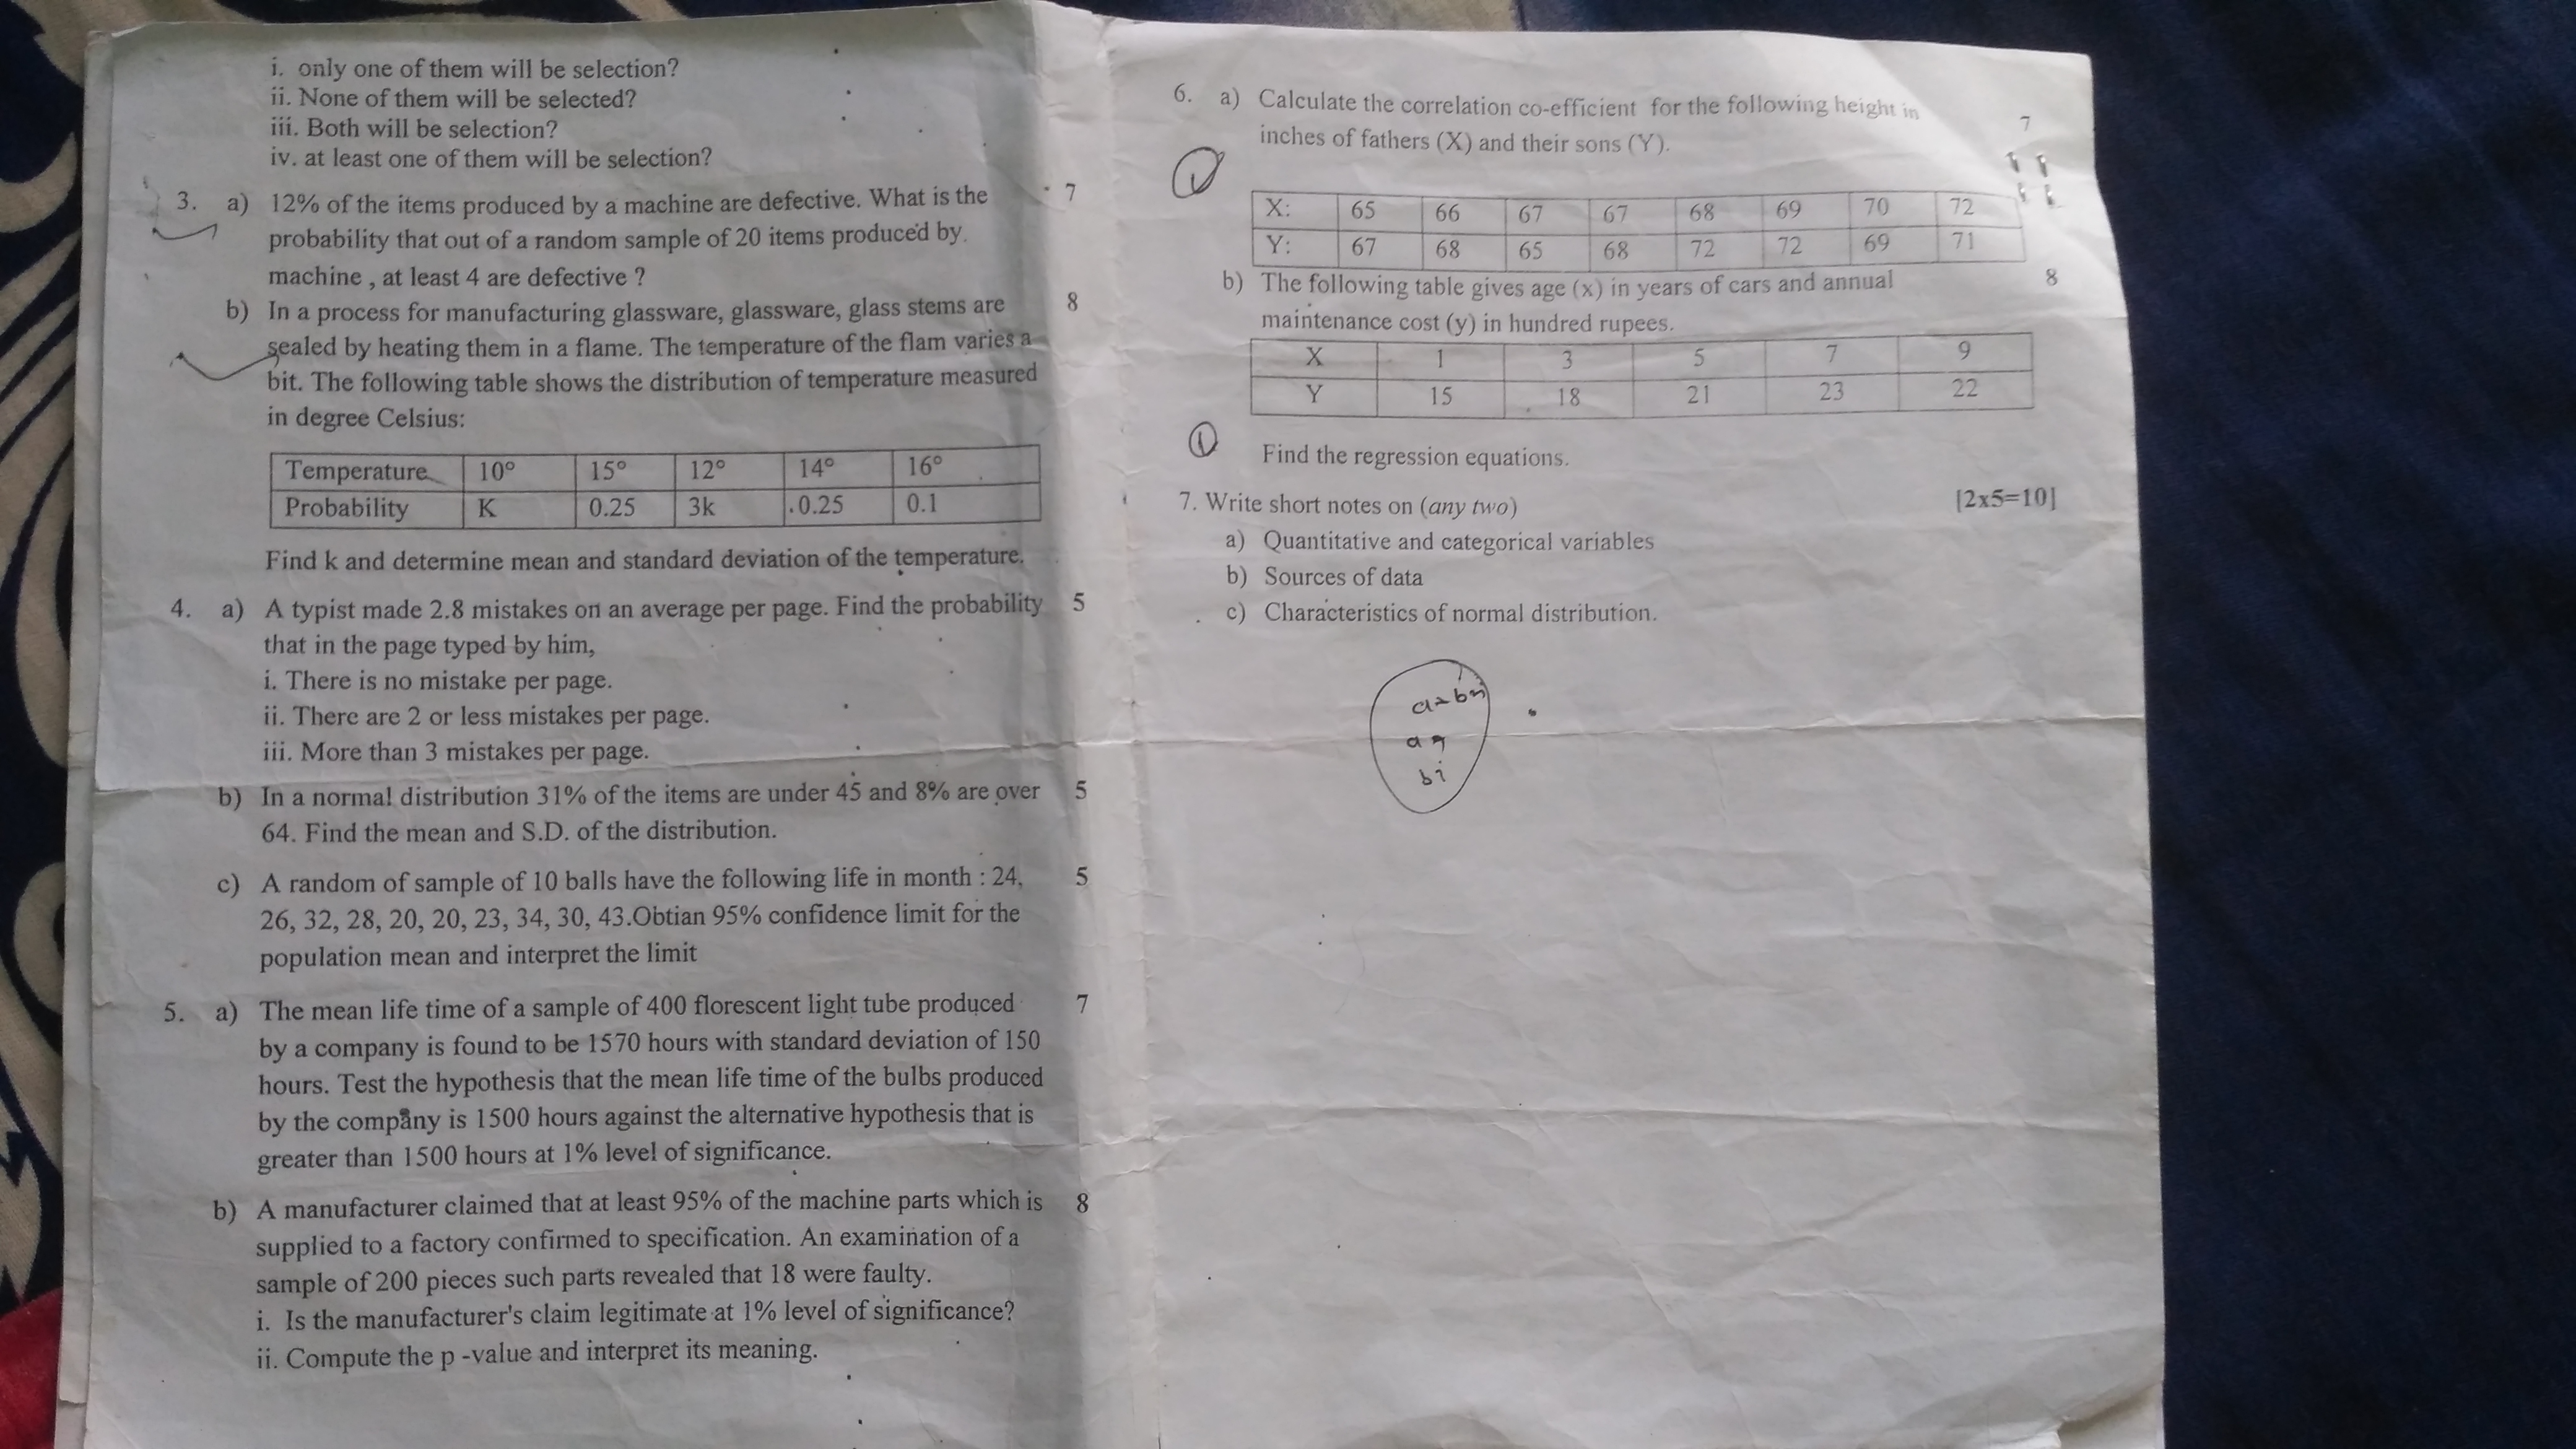 i. only one of them will be selection?
ii. None of them will be selected?
iii. Both will be selection?
iv. at least one of them will be selection?
3. a) 12% of the items produced by a machine are defective. What is the 7
probability that out of a random sample of 20 items produced by
machine , at least 4 are defective ?
b) In a process for manufacturing glassware, glassware, glass stems are 8
sealed by heating them in a flame. The temperature of the flam varies a
bit. The following table shows the distribution of temperature measured
in degree Celsius:
Temperature 10° 15° 12° 14° 16°
Probability K 0.25 3k 0.25 0.1
Find k and determine mean and standard deviation of the temperature.
4. a) A typist made 2.8 mistakes on an average per page. Find the probability 5
that in the page typed by him,
i. There is no mistake per page.
ii. There are 2 or less mistakes per page.
iii. More than 3 mistakes per page.
b) In a normal distribution 31% of the items are under 45 and 8% are over 5
64. Find the mean and S.D. of the distribution.
c) A random of sample of 10 balls have the following life in month : 24, 5
26, 32, 28, 20, 20, 23, 34, 30, 43.Obtian 95% confidence limit for the
population mean and interpret the limit
5. a) The mean life time of a sample of 400 florescent light tube produced 7
by a company is found to be 1570 hours with standard deviation of 150
hours. Test the hypothesis that the mean life time of the bulbs produced
by the company is 1500 hours against the alternative hypothesis that is
greater than 1500 hours at 1% level of significance.
b) A manufacturer claimed that at least 95% of the machine parts which is 8
supplied to a factory confirmed to specification. An examination of a
sample of 200 pieces such parts revealed that 18 were faulty.
i. Is the manufacturer's claim legitimate at 1% level of significance?
ii. Compute the p -value and interpret its meaning.
6. a) Calculate the correlation co-efficient for the following height in 7
inches of fathers (X) and their sons (Y).
X: 65 66 67 67 68 69 70 72
Y: 67 68 65 68 72 72 69 71
b) The following table gives age (x) in years of cars and annual 8
maintenance cost (y) in hundred rupees.
X 1 3 5 7 9
Y 15 18 21 23 22
Find the regression equations.
7. Write short notes on (any two) [2x5=10]
a) Quantitative and categorical variables
b) Sources of data
c) Characteristics of normal distribution.